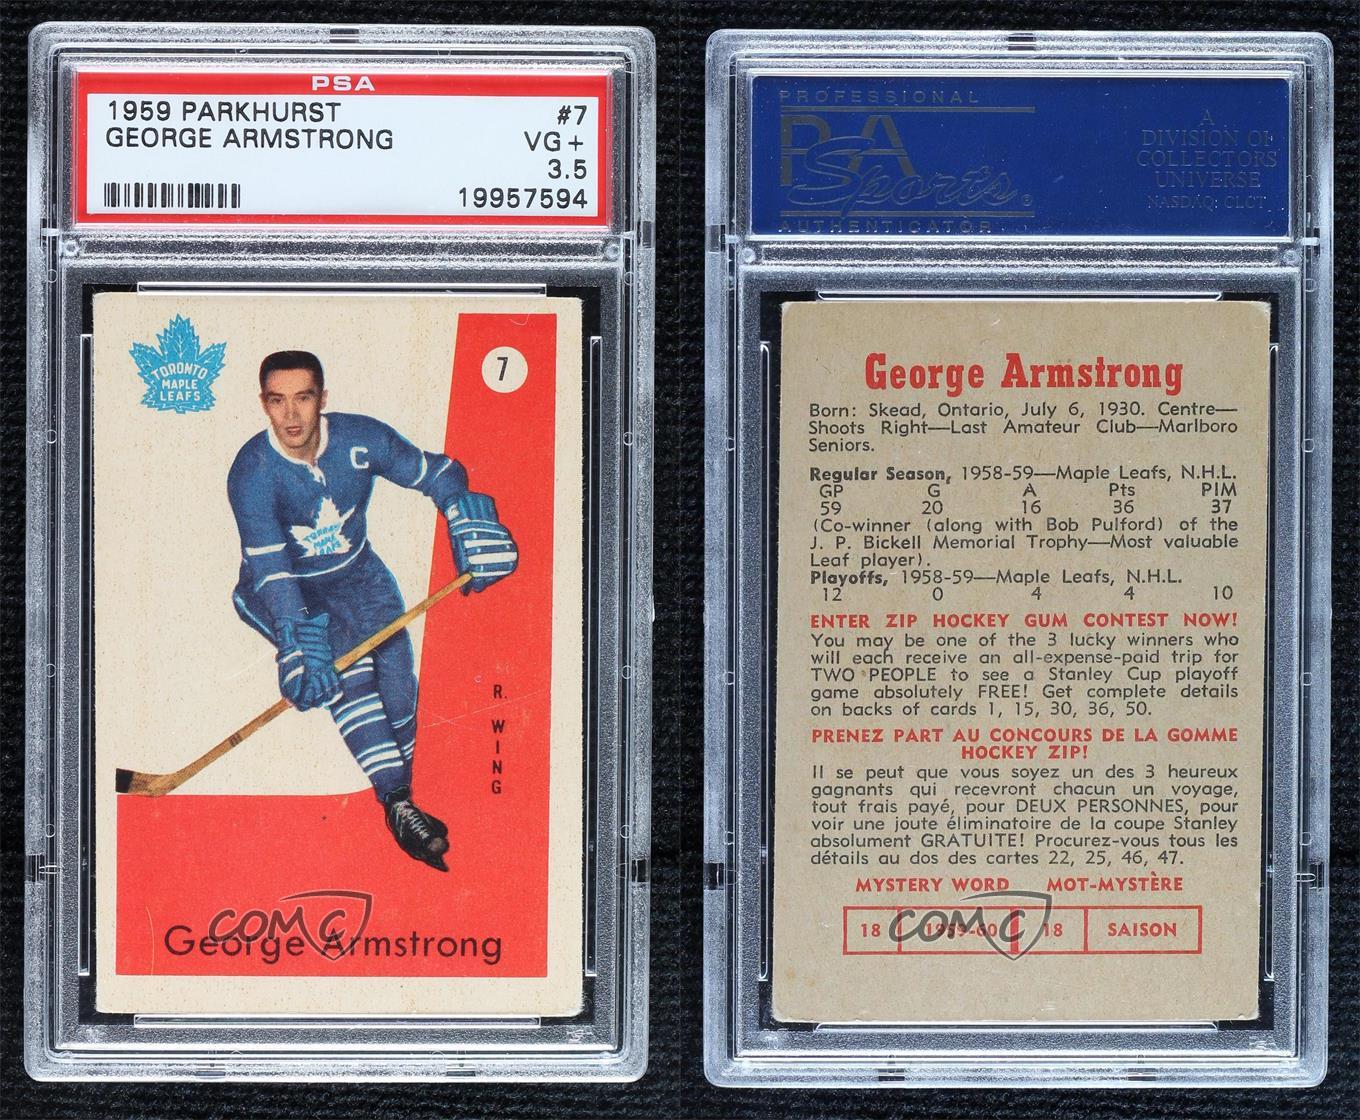 PSA
1959 PARKHURST #7
GEORGE ARMSTRONG VG+
3.5
19957594
TORONTO
MAPLE
LEAFS
7
C
TORONTO
MAPLE
LEAFS
R.
WING
George Armstrong
COMC
PROFESSIONAL
PSA
Sports®
AUTHENTICATOR
A
DIVISION OF
COLLECTORS
UNIVERSE
NASDAQ: CLCT
George Armstrong
Born: Skead, Ontario, July 6, 1930. Centre—
Shoots Right—Last Amateur Club—Marlboro
Seniors.
Regular Season, 1958-59—Maple Leafs, N.H.L.
GP G A Pts PIM
59 20 16 36 37
(Co-winner (along with Bob Pulford) of the
J. P. Bickell Memorial Trophy—Most valuable
Leaf player).
Playoffs, 1958-59—Maple Leafs, N.H.L.
12 0 4 4 10
ENTER ZIP HOCKEY GUM CONTEST NOW!
You may be one of the 3 lucky winners who
will each receive an all-expense-paid trip for
TWO PEOPLE to see a Stanley Cup playoff
game absolutely FREE! Get complete details
on backs of cards 1, 15, 30, 36, 50.
PRENEZ PART AU CONCOURS DE LA GOMME
HOCKEY ZIP!
Il se peut que vous soyez un des 3 heureux
gagnants qui recevront chacun un voyage,
tout frais payé, pour DEUX PERSONNES, pour
voir une joute éliminatoire de la coupe Stanley
absolument GRATUITE! Procurez-vous tous les
détails au dos des cartes 22, 25, 46, 47.
MYSTERY WORD MOT-MYSTÈRE
18 1959-60 18 SAISON
COMC